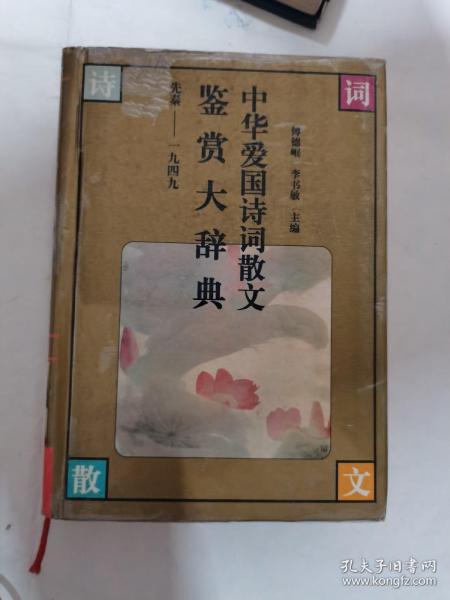 诗
词
傅德岷 李书敏 主编
中华爱国诗词散文
鉴赏大辞典
先秦——一九四九
散
文
孔夫子旧书网
www.kongfz.com